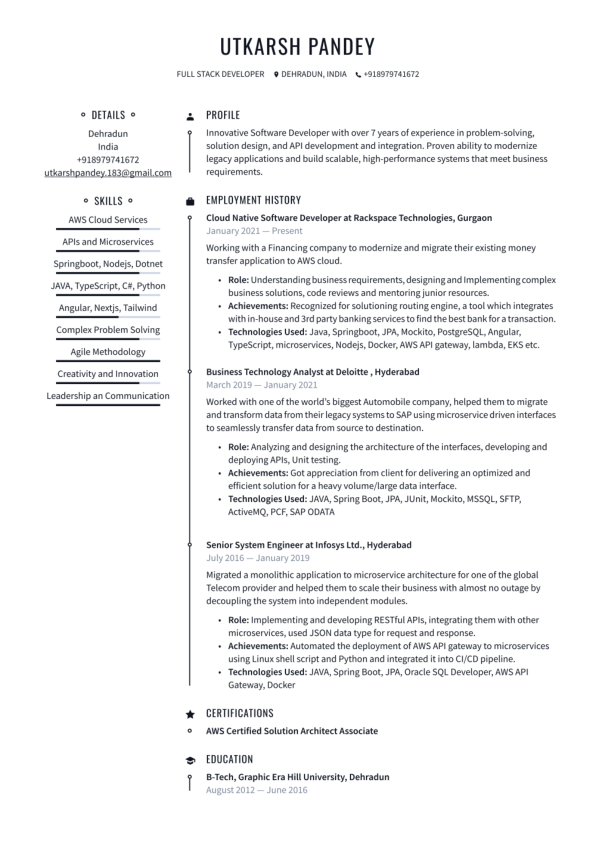 UTKARSH PANDEY
FULL STACK DEVELOPER DEHRADUN, INDIA +918979741672
DETAILS
Dehradun
India
+918979741672
utkarshpandey.183@gmail.com
SKILLS
AWS Cloud Services
APIs and Microservices
Springboot, Nodejs, Dotnet
JAVA, TypeScript, C#, Python
Angular, Nextjs, Tailwind
Complex Problem Solving
Agile Methodology
Creativity and Innovation
Leadership an Communication
PROFILE
Innovative Software Developer with over 7 years of experience in problem-solving,
solution design, and API development and integration. Proven ability to modernize
legacy applications and build scalable, high-performance systems that meet business
requirements.
EMPLOYMENT HISTORY
Cloud Native Software Developer at Rackspace Technologies, Gurgaon
January 2021 — Present
Working with a Financing company to modernize and migrate their existing money
transfer application to AWS cloud.
• Role: Understanding business requirements, designing and Implementing complex
business solutions, code reviews and mentoring junior resources.
• Achievements: Recognized for solutioning routing engine, a tool which integrates
with in-house and 3rd party banking services to find the best bank for a transaction.
• Technologies Used: Java, Springboot, JPA, Mockito, PostgreSQL, Angular,
TypeScript, microservices, Nodejs, Docker, AWS API gateway, lambda, EKS etc.
Business Technology Analyst at Deloitte , Hyderabad
March 2019 — January 2021
Worked with one of the world's biggest Automobile company, helped them to migrate
and transform data from their legacy systems to SAP using microservice driven interfaces
to seamlessly transfer data from source to destination.
• Role: Analyzing and designing the architecture of the interfaces, developing and
deploying APIs, Unit testing.
• Achievements: Got appreciation from client for delivering an optimized and
efficient solution for a heavy volume/large data interface.
• Technologies Used: JAVA, Spring Boot, JPA, JUnit, Mockito, MSSQL, SFTP,
ActiveMQ, PCF, SAP ODATA
Senior System Engineer at Infosys Ltd., Hyderabad
July 2016 — January 2019
Migrated a monolithic application to microservice architecture for one of the global
Telecom provider and helped them to scale their business with almost no outage by
decoupling the system into independent modules.
• Role: Implementing and developing RESTful APIs, integrating them with other
microservices, used JSON data type for request and response.
• Achievements: Automated the deployment of AWS API gateway to microservices
using Linux shell script and Python and integrated it into CI/CD pipeline.
• Technologies Used: JAVA, Spring Boot, JPA, Oracle SQL Developer, AWS API
Gateway, Docker
CERTIFICATIONS
AWS Certified Solution Architect Associate
EDUCATION
B-Tech, Graphic Era Hill University, Dehradun
August 2012 — June 2016